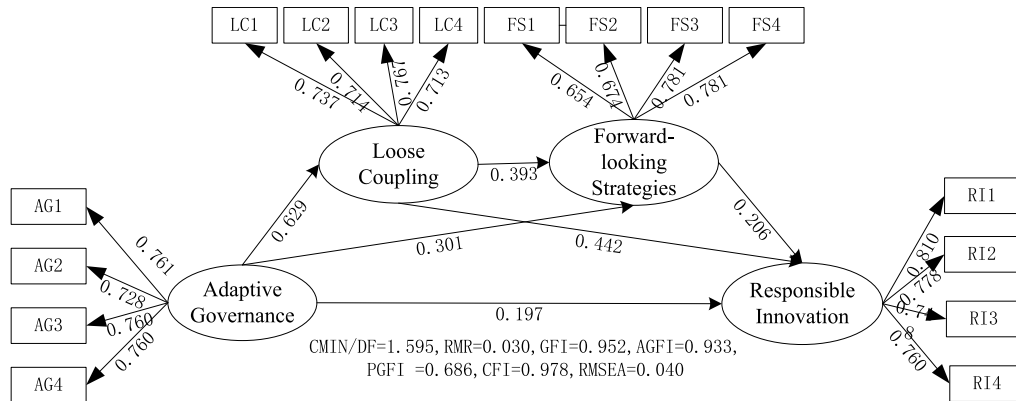 LC1
LC2
LC3
LC4
FS1
FS2
FS3
FS4
0.737
0.714
0.767
0.713
0.654
0.674
0.781
0.781
Loose
Coupling
Forward-
looking
Strategies
0.393
AG1
AG2
AG3
AG4
0.761
0.728
0.760
0.760
0.629
0.301
0.442
0.206
Adaptive
Governance
0.197
Responsible
Innovation
RI1
RI2
RI3
RI4
0.810
0.778
0.760
CMIN/DF=1.595,RMR=0.030,GFI=0.952,AGFI=0.933,
PGFI =0.686,CFI=0.978,RMSEA=0.040